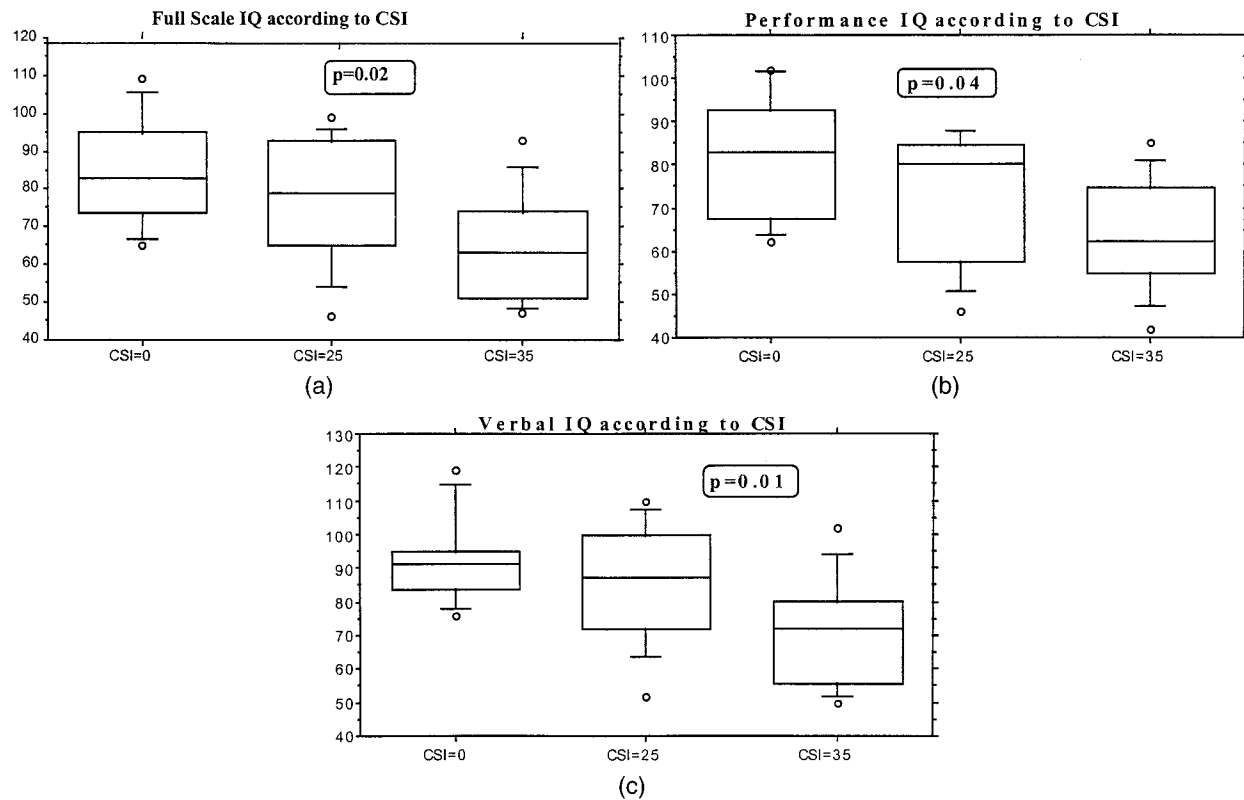 Full Scale IQ according to CSI
120
110
100
90
80
70
60
50
40
p=0.02
CSI=0
CSI=25
CSI=35
(a)
Performance IQ according to CSI
110
100
90
80
70
60
50
40
p=0.04
CSI=0
CSI=25
CSI=35
(b)
Verbal IQ according to CSI
130
120
110
100
90
80
70
60
50
40
p=0.01
CSI=0
CSI=25
CSI=35
(c)